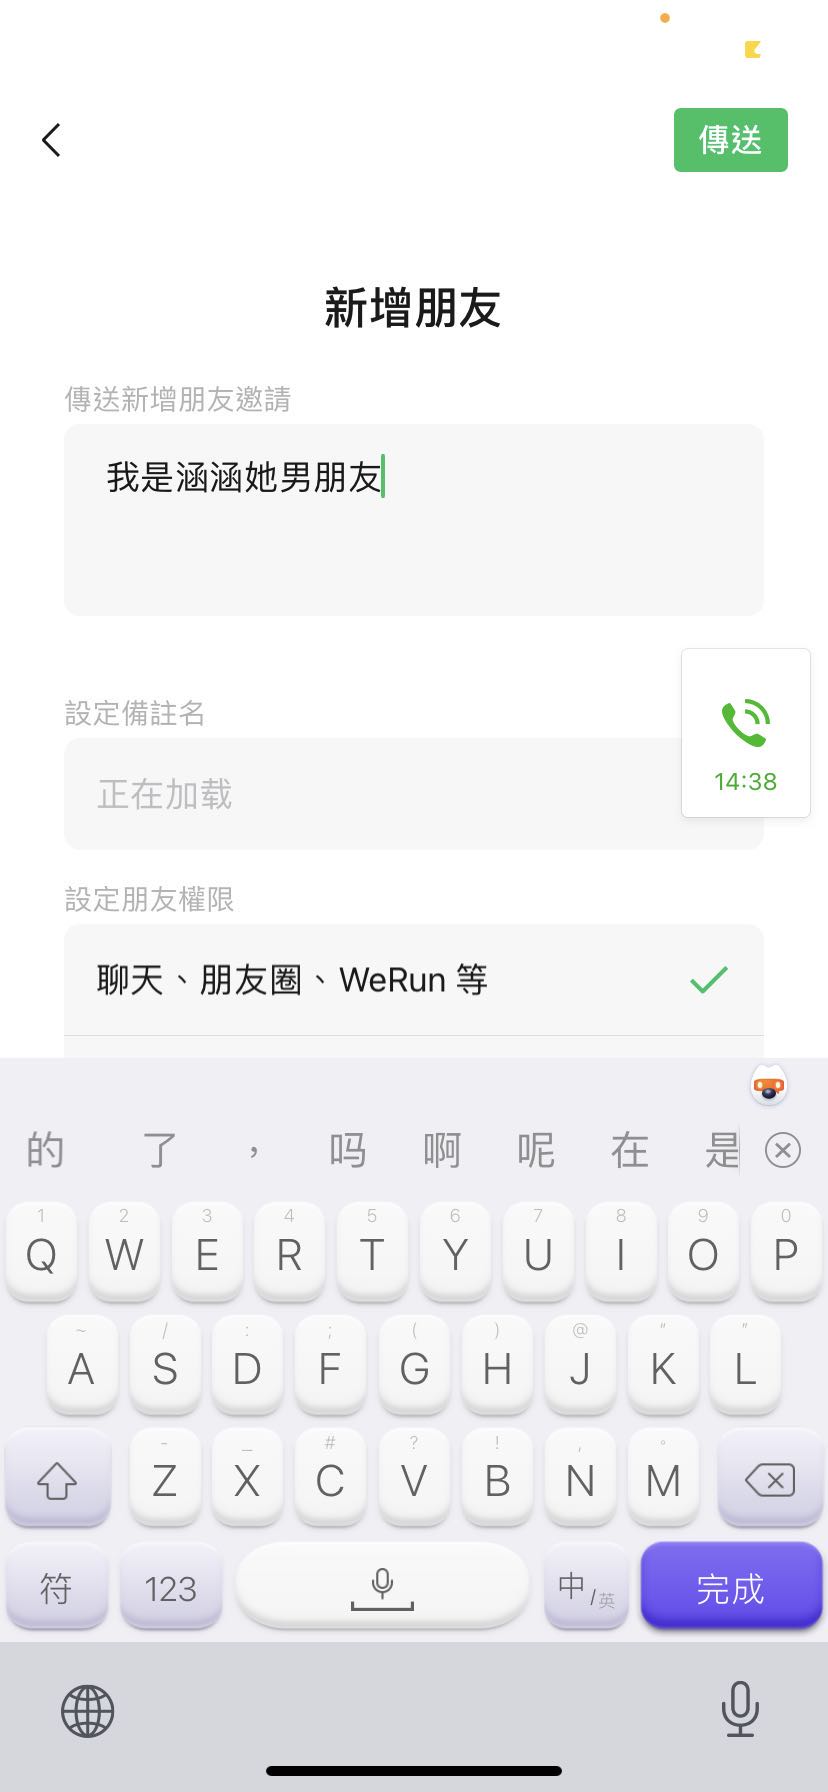 傳送
新增朋友
傳送新增朋友邀請
我是涵涵她男朋友
設定備註名
正在加载
14:38
設定朋友權限
聊天、朋友圈、WeRun 等
的 了 , 吗 啊 呢 在 是
1 2 3 4 5 6 7 8 9 0
Q W E R T Y U I O P
~ / : ; ( ) @ “ ”
A S D F G H J K L
- _ # ? ! , 。
Z X C V B N M
符 123 中/英 完成